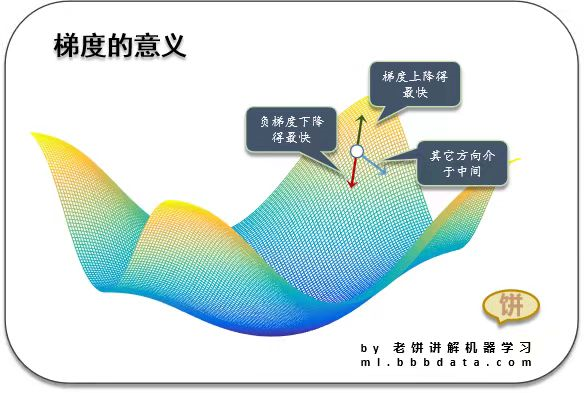 梯度的意义
梯度上降得
最快
负梯度下降
得最快
其它方向介
于中间
饼
by 老饼讲解机器学习
ml.bbbdata.com